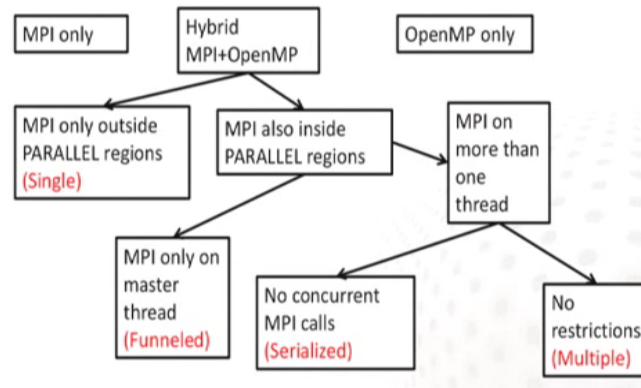 MPI only
Hybrid
MPI+OpenMP
OpenMP only
MPI only outside
PARALLEL regions
(Single)
MPI also inside
PARALLEL regions
MPI on
more than
one
thread
MPI only on
master
thread
(Funneled)
No concurrent
MPI calls
(Serialized)
No
restrictions
(Multiple)